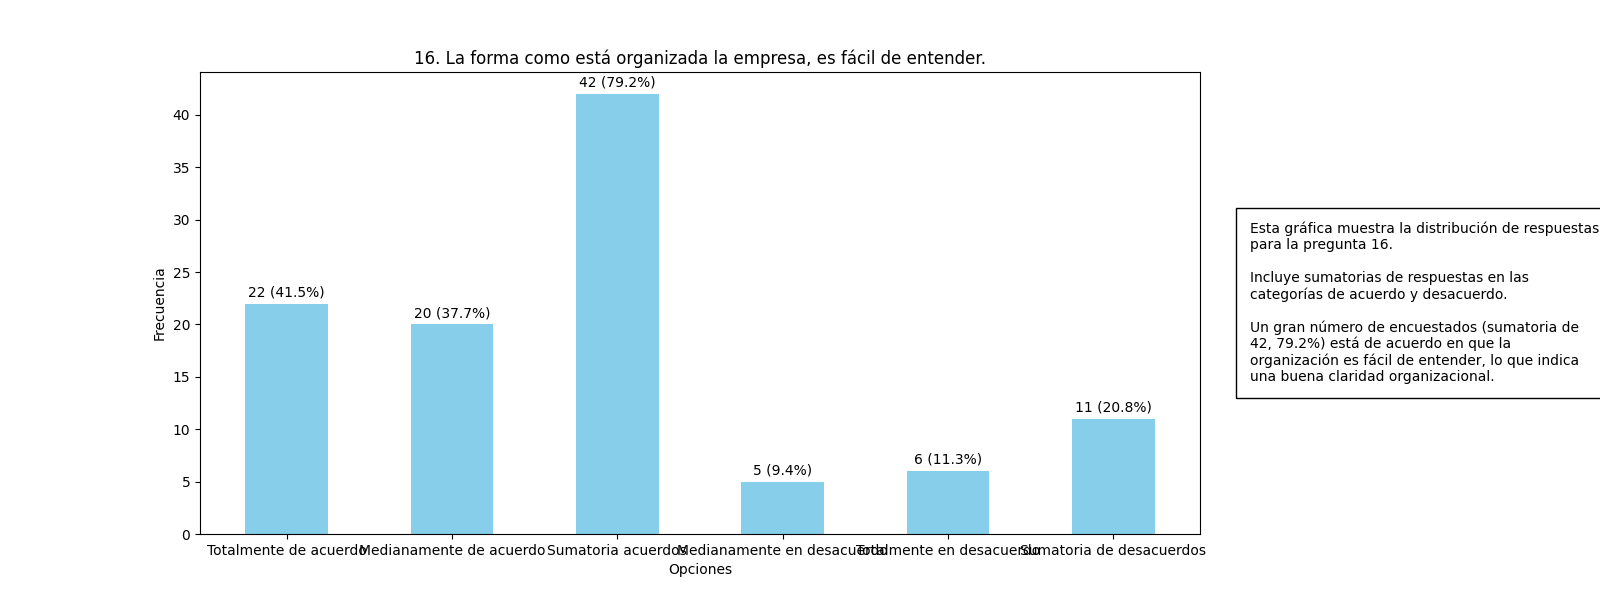 16. La forma como está organizada la empresa, es fácil de entender.
42 (79.2%)
22 (41.5%)
20 (37.7%)
5 (9.4%)
6 (11.3%)
11 (20.8%)
Frecuencia
40
35
30
25
20
15
10
5
0
Totalmente de acuerdo
Medianamente de acuerdo
Sumatoria acuerdos
Medianamente en desacuerdo
Totalmente en desacuerdo
Sumatoria de desacuerdos
Opciones
Esta gráfica muestra la distribución de respuestas
para la pregunta 16.
Incluye sumatorias de respuestas en las
categorías de acuerdo y desacuerdo.
Un gran número de encuestados (sumatoria de
42, 79.2%) está de acuerdo en que la
organización es fácil de entender, lo que indica
una buena claridad organizacional.